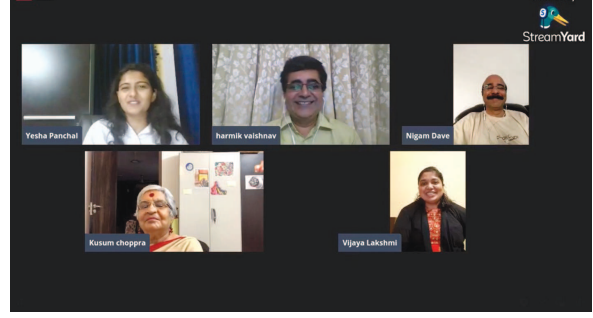 StreamYard
Yesha Panchal
harmik vaishnav
Nigam Dave
Kusum choppra
Vijaya Lakshmi